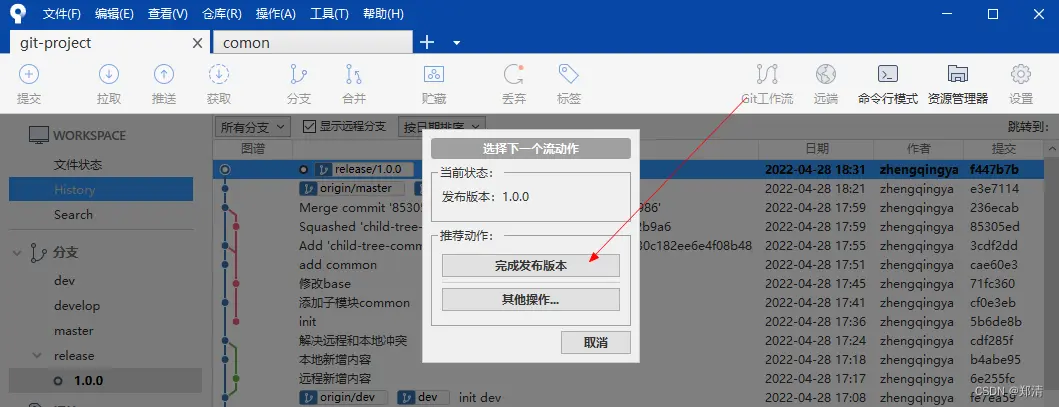 文件(F) 编辑(E) 查看(V) 仓库(R) 操作(A) 工具(T) 帮助(H)
git-project comon
提交 拉取 推送 获取 分支 合并 贮藏 丢弃 标签 Git工作流 远端 命令行模式 资源管理器 设置
WORKSPACE 所有分支 显示远程分支 按日期排序 跳转到:
文件状态 图谱 日期 作者 提交
选择下一个流动作
当前状态:
发布版本: 1.0.0
推荐动作:
完成发布版本
其他操作...
取消
History
Search
分支
dev
develop
master
release
1.0.0
release/1.0.0 2022-04-28 18:31 zhengqingya f447b7b
origin/master 2022-04-28 18:21 zhengqingya e3e7114
Merge commit '85305 986' 2022-04-28 17:59 zhengqingya 236ecab
Squashed 'child-tree- 2b9a6 2022-04-28 17:59 zhengqingya 85305ed
Add 'child-tree-comm 30c182ee6e4f08b48 2022-04-28 17:55 zhengqingya 3cdf2dd
add common 2022-04-28 17:51 zhengqingya cae60e3
修改base 2022-04-28 17:45 zhengqingya 71fc360
添加子模块common 2022-04-28 17:41 zhengqingya cf0e3eb
init 2022-04-28 17:36 zhengqingya 5b6de8b
解决远程和本地冲突 2022-04-28 17:24 zhengqingya cdf285f
本地新增内容 2022-04-28 17:18 zhengqingya b4abe95
远程新增内容 2022-04-28 17:17 zhengqingya 6e255fc
origin/dev dev init dev 2022-04-28 17:08 zhengqingya fe7ea59
CSDN @郑清